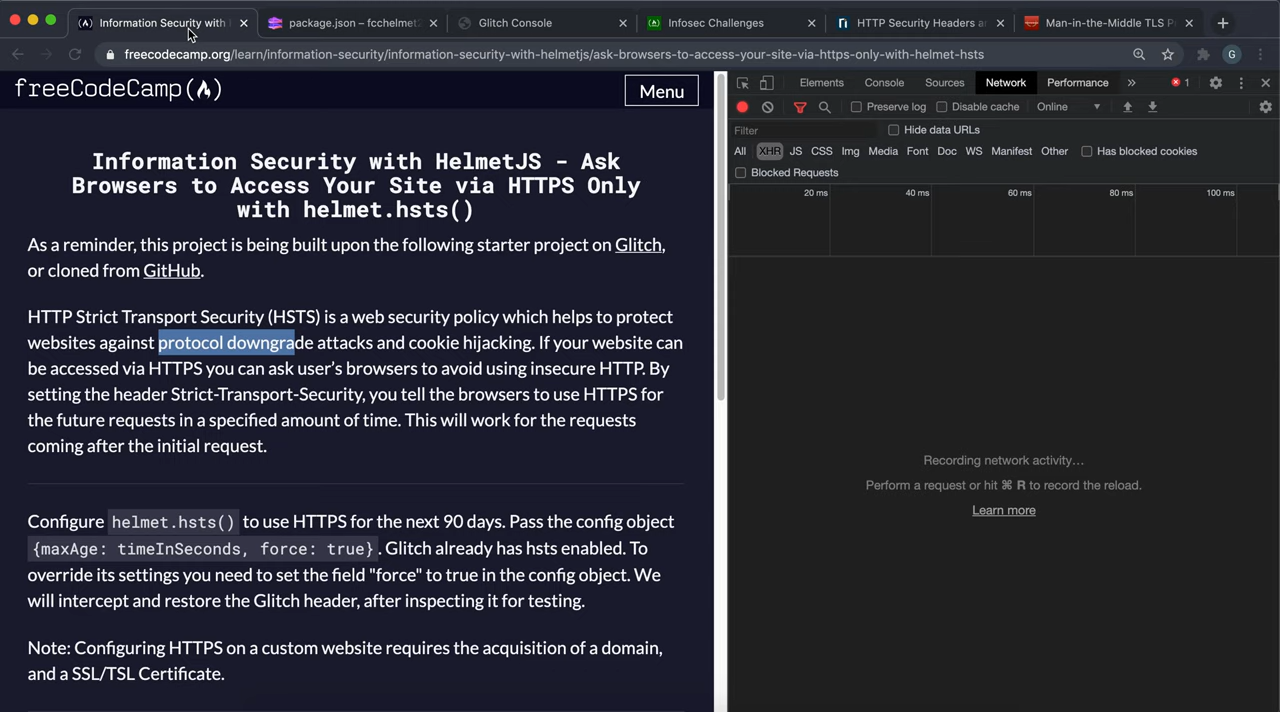 Information Security with
package.json – fcchelmet2
Glitch Console
Infosec Challenges
HTTP Security Headers an
Man-in-the-Middle TLS P
freecodecamp.org/learn/information-security/information-security-with-helmetjs/ask-browsers-to-access-your-site-via-https-only-with-helmet-hsts
G
freeCodeCamp
Menu
Information Security with HelmetJS - Ask
Browsers to Access Your Site via HTTPS Only
with helmet.hsts()
As a reminder, this project is being built upon the following starter project on Glitch,
or cloned from GitHub.
HTTP Strict Transport Security (HSTS) is a web security policy which helps to protect
websites against protocol downgrade attacks and cookie hijacking. If your website can
be accessed via HTTPS you can ask user's browsers to avoid using insecure HTTP. By
setting the header Strict-Transport-Security, you tell the browsers to use HTTPS for
the future requests in a specified amount of time. This will work for the requests
coming after the initial request.
Configure helmet.hsts() to use HTTPS for the next 90 days. Pass the config object
{maxAge: timeInSeconds, force: true}. Glitch already has hsts enabled. To
override its settings you need to set the field "force" to true in the config object. We
will intercept and restore the Glitch header, after inspecting it for testing.
Note: Configuring HTTPS on a custom website requires the acquisition of a domain,
and a SSL/TSL Certificate.
Elements Console Sources Network Performance » 1
Preserve log Disable cache Online
Filter Hide data URLs
All XHR JS CSS Img Media Font Doc WS Manifest Other Has blocked cookies
Blocked Requests
20 ms 40 ms 60 ms 80 ms 100 ms
Recording network activity…
Perform a request or hit ⌘ R to record the reload.
Learn more